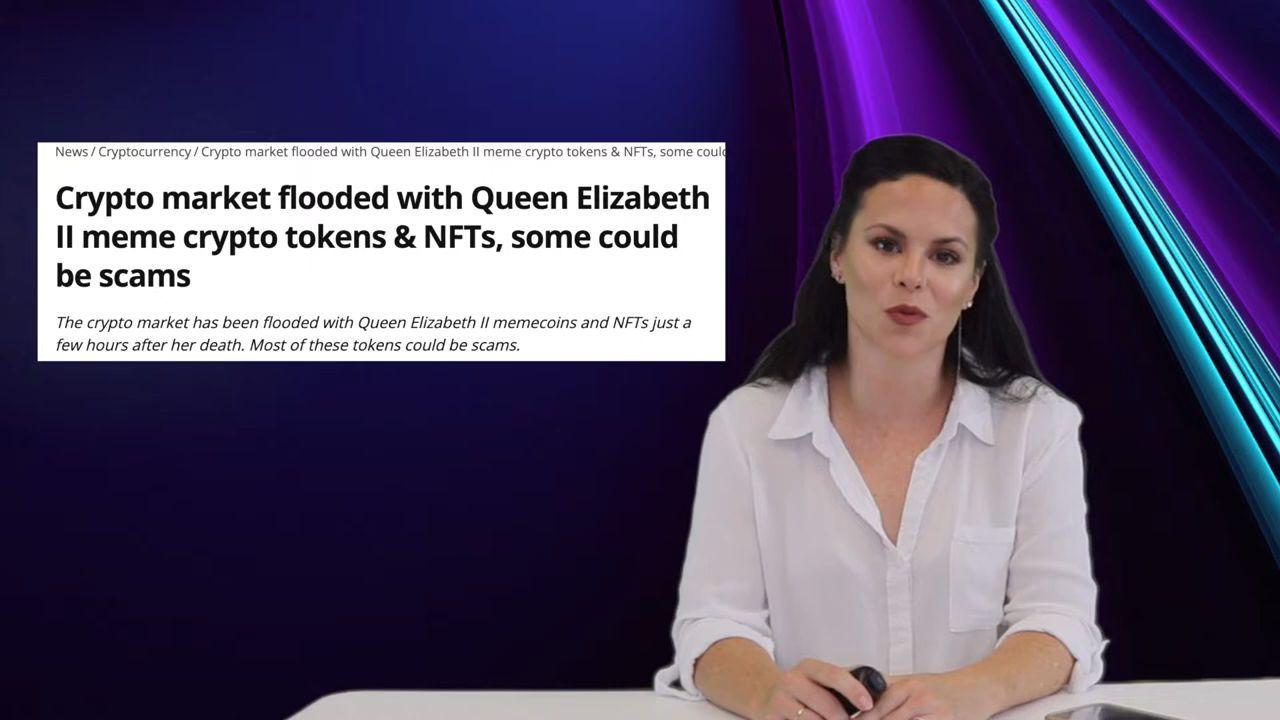 News / Cryptocurrency / Crypto market flooded with Queen Elizabeth II meme crypto tokens & NFTs, some could
Crypto market flooded with Queen Elizabeth
II meme crypto tokens & NFTs, some could
be scams
The crypto market has been flooded with Queen Elizabeth II memecoins and NFTs just a
few hours after her death. Most of these tokens could be scams.